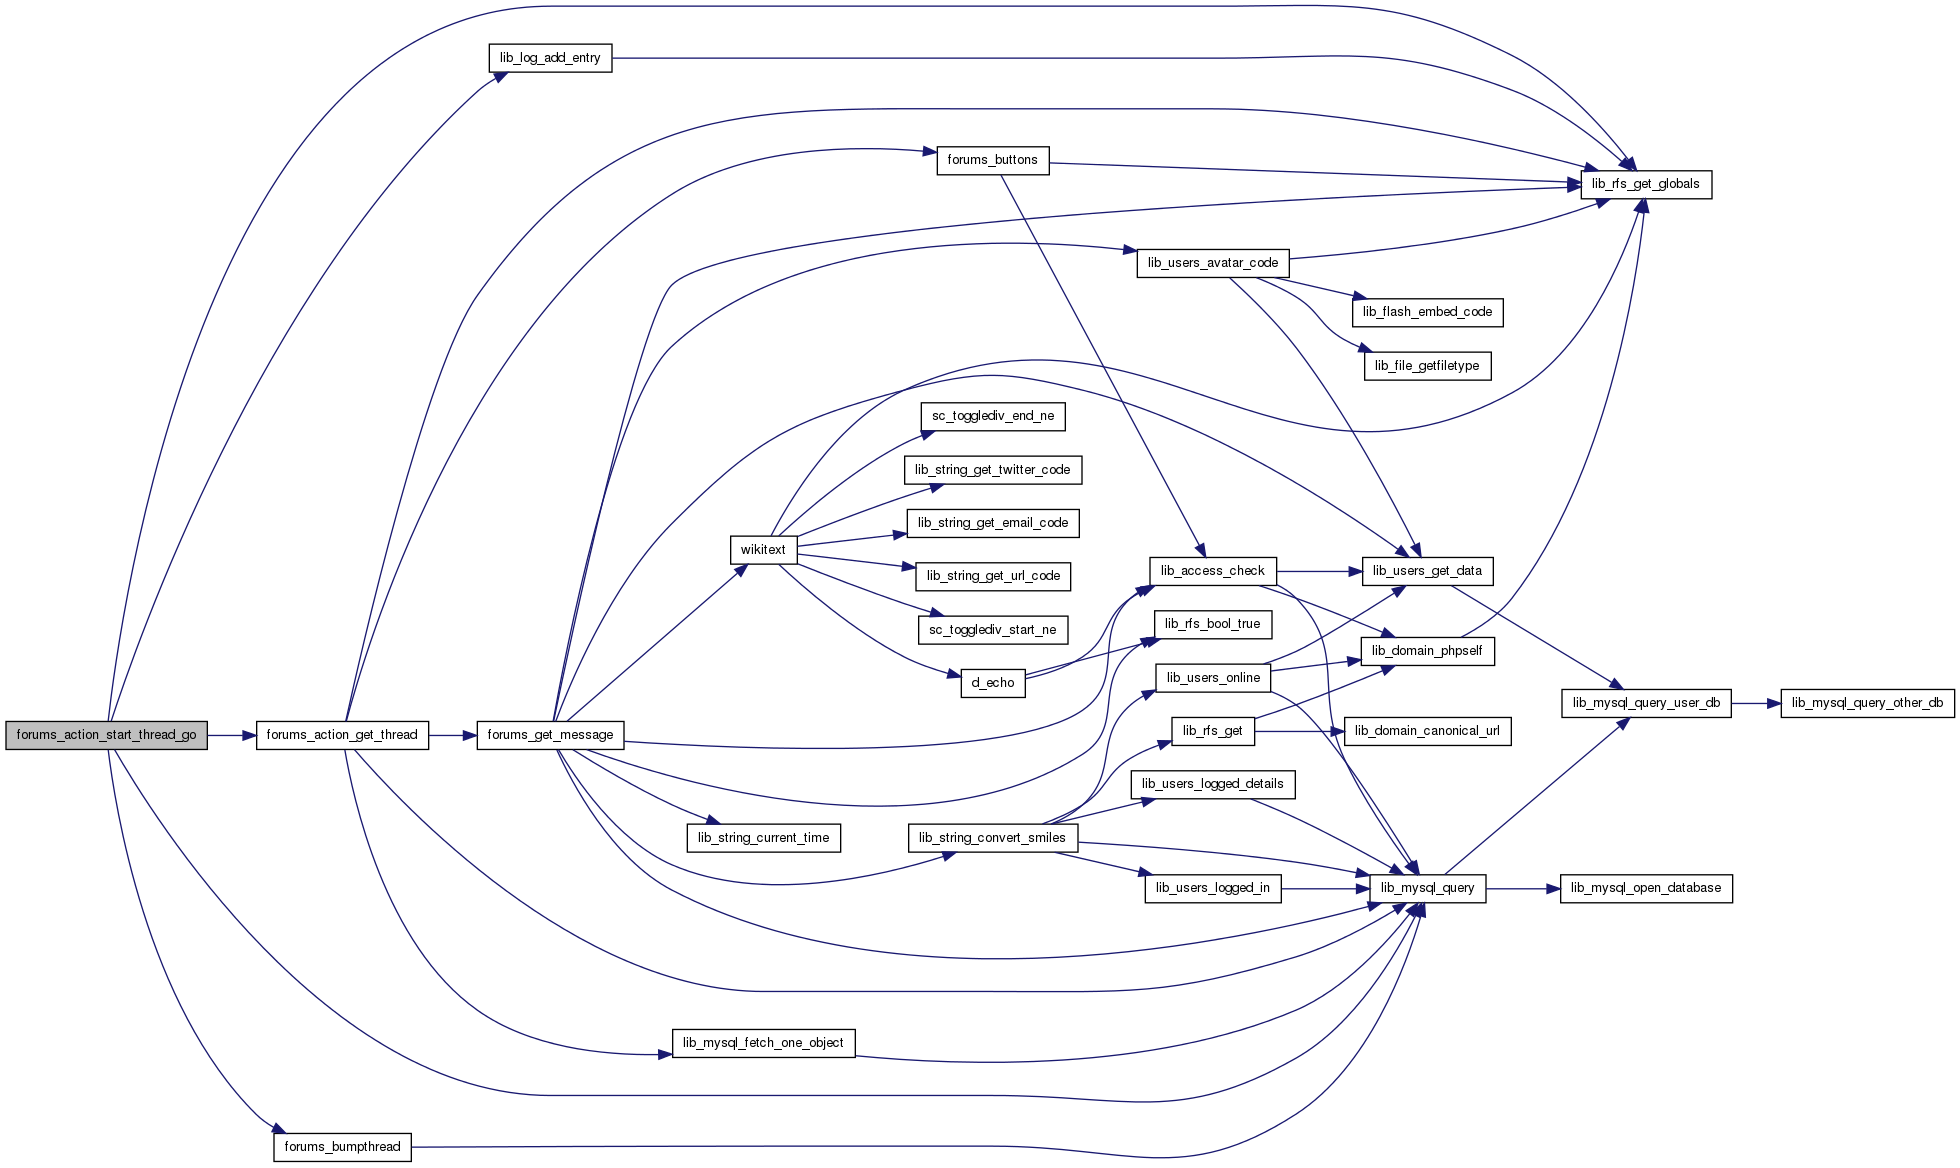 lib_log_add_entry
forums_buttons
lib_rfs_get_globals
lib_users_avatar_code
lib_flash_embed_code
lib_file_getfiletype
sc_togglediv_end_ne
lib_string_get_twitter_code
lib_string_get_email_code
wikitext
lib_string_get_url_code
lib_access_check
lib_users_get_data
sc_togglediv_start_ne
lib_rfs_bool_true
lib_domain_phpself
d_echo
lib_users_online
lib_mysql_query_user_db
lib_mysql_query_other_db
forums_action_start_thread_go
forums_action_get_thread
forums_get_message
lib_rfs_get
lib_domain_canonical_url
lib_users_logged_details
lib_string_current_time
lib_string_convert_smiles
lib_users_logged_in
lib_mysql_query
lib_mysql_open_database
lib_mysql_fetch_one_object
forums_bumpthread